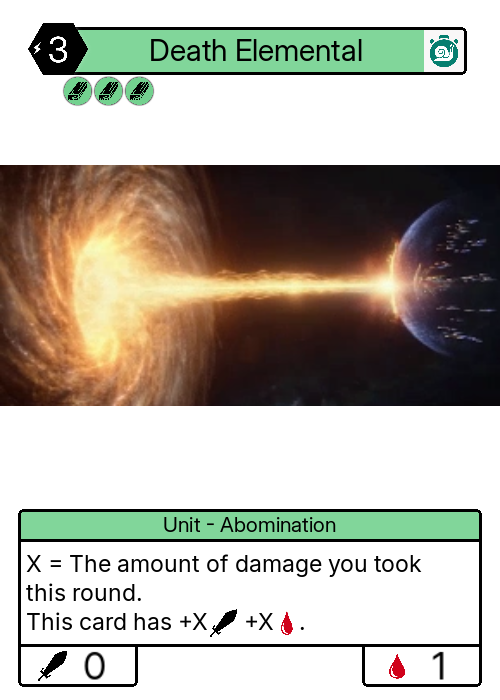 3
Death Elemental
Unit - Abomination
X = The amount of damage you took
this round.
This card has +X +X .
0
1